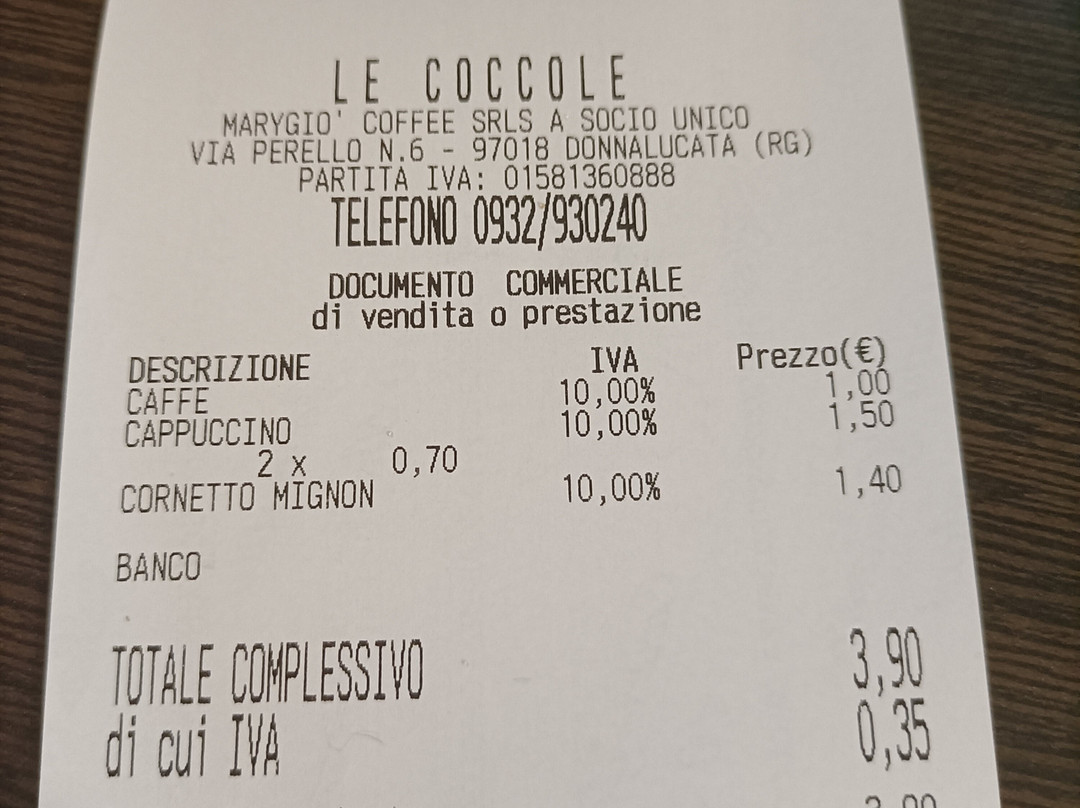 LE COCCOLE
MARYGIO' COFFEE SRLS A SOCIO UNICO
VIA PERELLO N.6 - 97018 DONNALUCATA (RG)
PARTITA IVA: 01581360888
TELEFONO 0932/930240
DOCUMENTO COMMERCIALE
di vendita o prestazione
DESCRIZIONE IVA Prezzo(€)
CAFFE 10,00% 1,00
CAPPUCCINO 10,00% 1,50
2 x 0,70
CORNETTO MIGNON 10,00% 1,40
BANCO
TOTALE COMPLESSIVO 3,90
di cui IVA 0,35